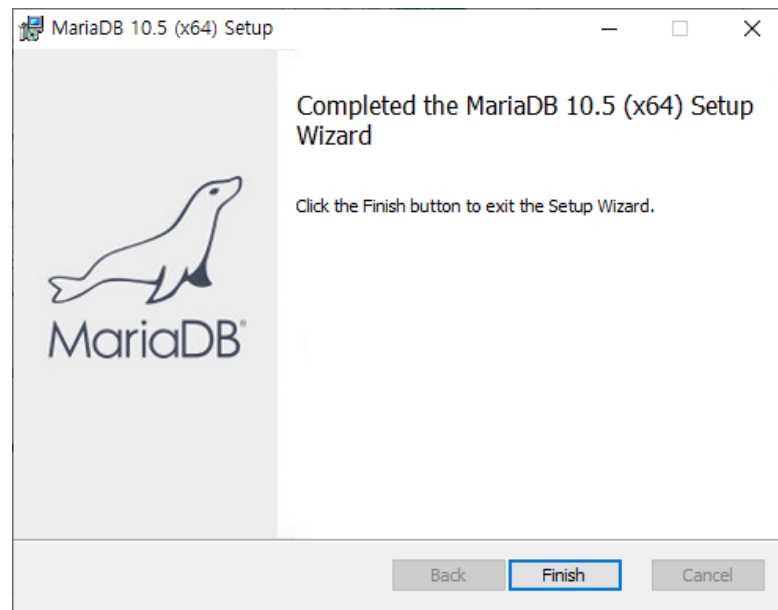 MariaDB 10.5 (x64) Setup
Completed the MariaDB 10.5 (x64) Setup
Wizard
Click the Finish button to exit the Setup Wizard.
MariaDB®
Back
Finish
Cancel